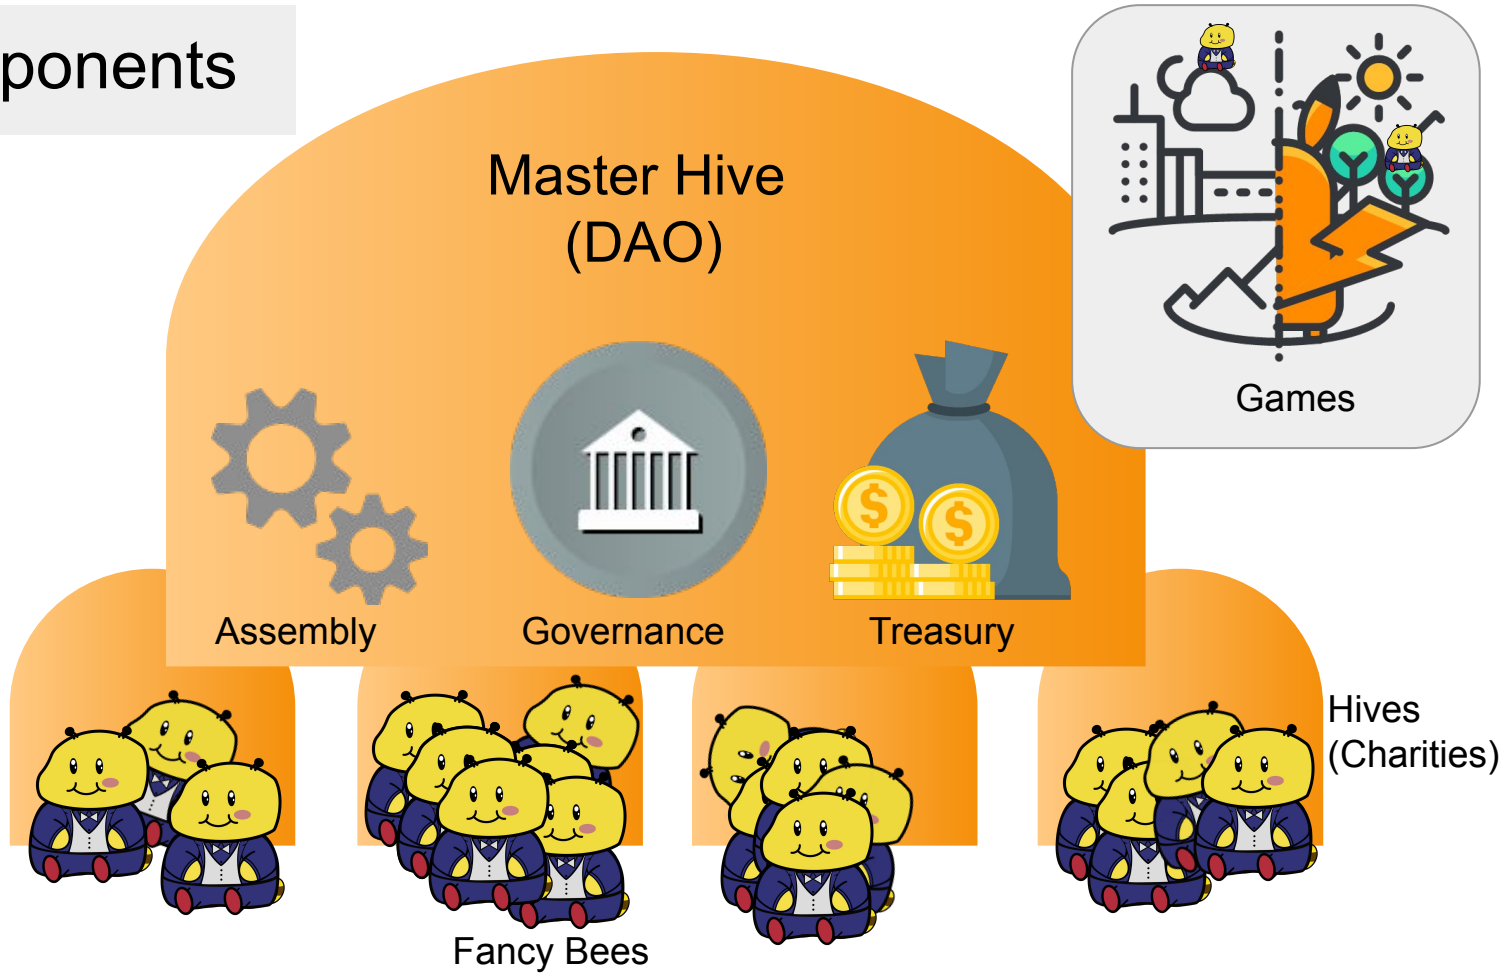 ponents
Master Hive
(DAO)
Games
Assembly
Governance
Treasury
Hives
(Charities)
Fancy Bees